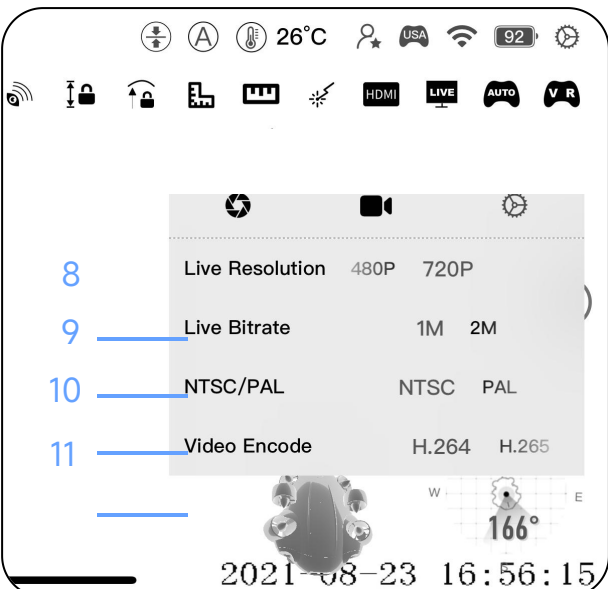 A 26°C USA 92
HDMI LIVE AUTO V R
8 Live Resolution 480P 720P
9 Live Bitrate 1M 2M
10 NTSC/PAL NTSC PAL
11 Video Encode H.264 H.265
W E
166°
2021-08-23 16:56:15